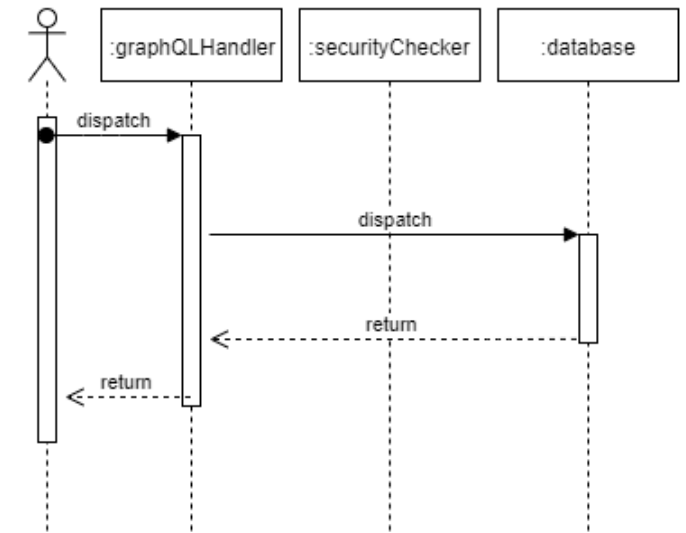 :graphQLHandler
:securityChecker
:database
dispatch
dispatch
return
return